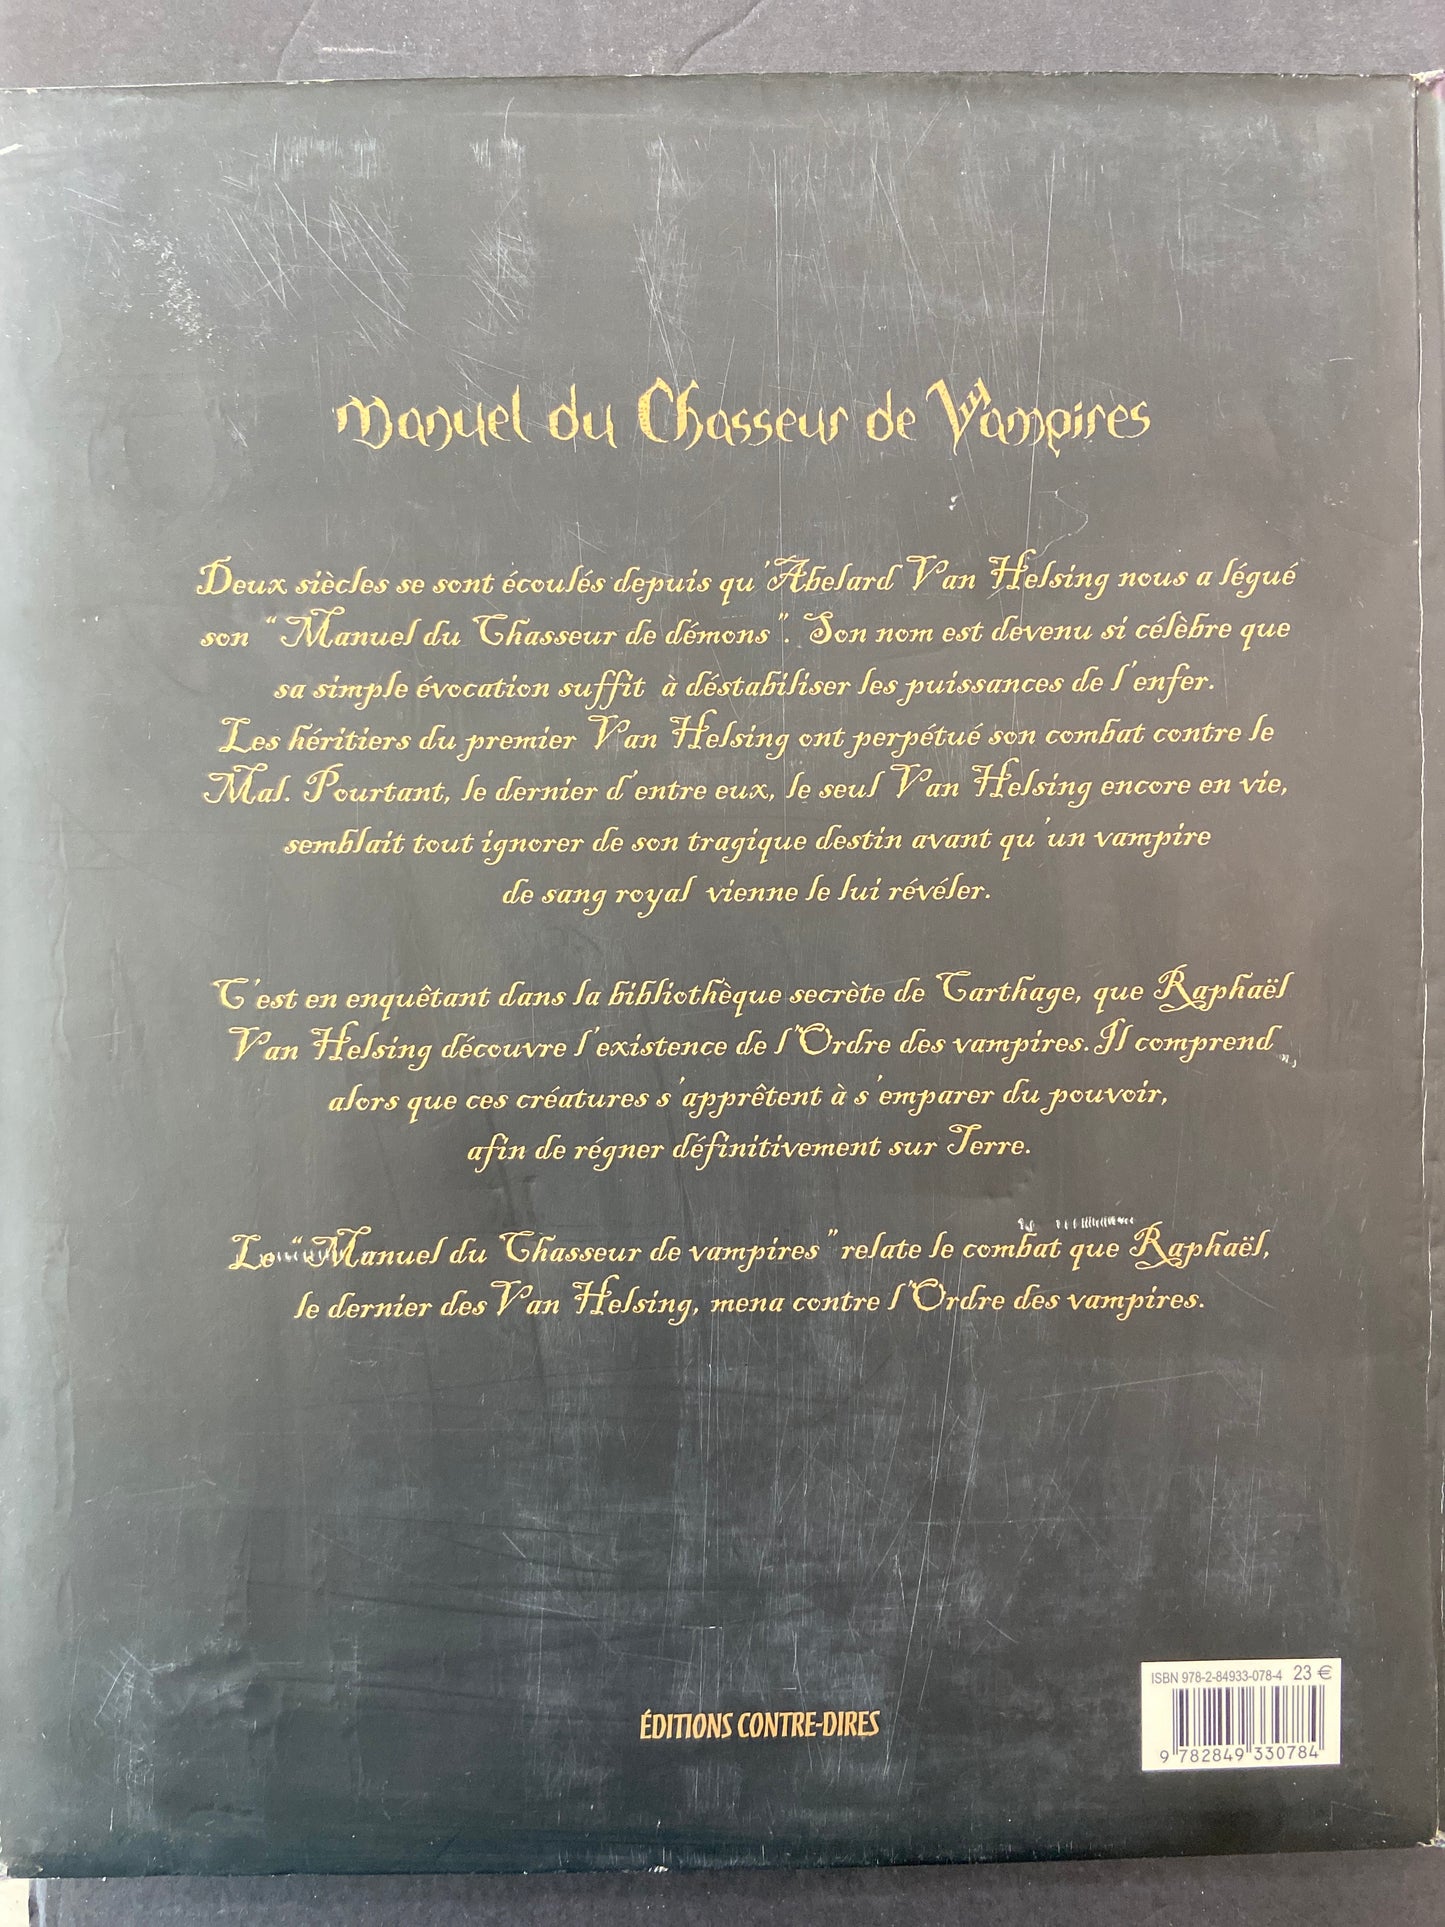 Manuel du Chasseur de Vampires
Deux siècles se sont écoulés depuis qu'Abelard Van Helsing nous a légué
son "Manuel du Chasseur de démons". Son nom est devenu si célèbre que
sa simple évocation suffit à déstabiliser les puissances de l'enfer.
Les héritiers du premier Van Helsing ont perpétué son combat contre le
Mal. Pourtant, le dernier d'entre eux, le seul Van Helsing encore en vie,
semblait tout ignorer de son tragique destin avant qu'un vampire
de sang royal vienne le lui révéler.
C'est en enquêtant dans la bibliothèque secrète de Carthage, que Raphaël
Van Helsing découvre l'existence de l'Ordre des vampires. Il comprend
alors que ces créatures s'apprêtent à s'emparer du pouvoir,
afin de régner définitivement sur Terre.
Le "Manuel du Chasseur de vampires" relate le combat que Raphaël,
le dernier des Van Helsing, mena contre l'Ordre des vampires.
ISBN 978-2-84933-078-4 23 €
ÉDITIONS CONTRE-DIRES
9 782849 330784